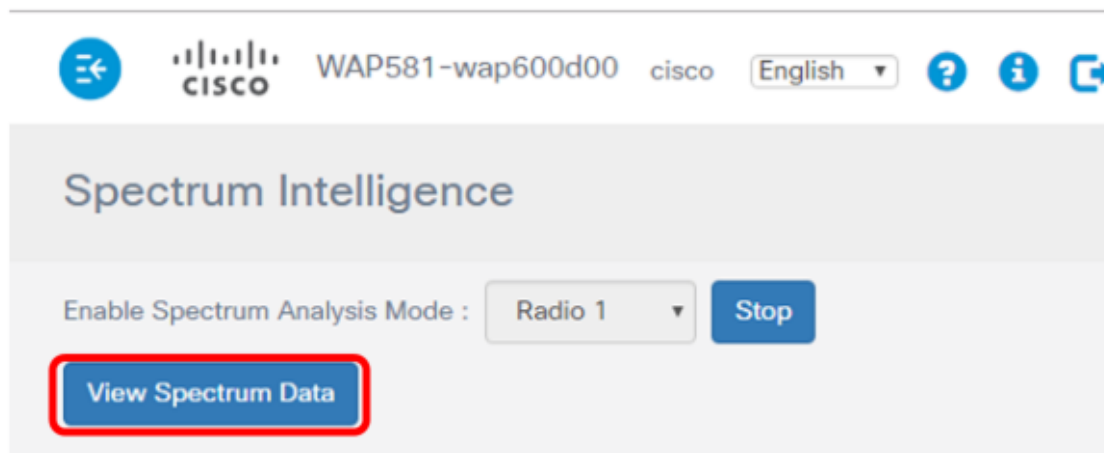 CISCO WAP581-wap600d00 cisco English
Spectrum Intelligence
Enable Spectrum Analysis Mode : Radio 1 Stop
View Spectrum Data